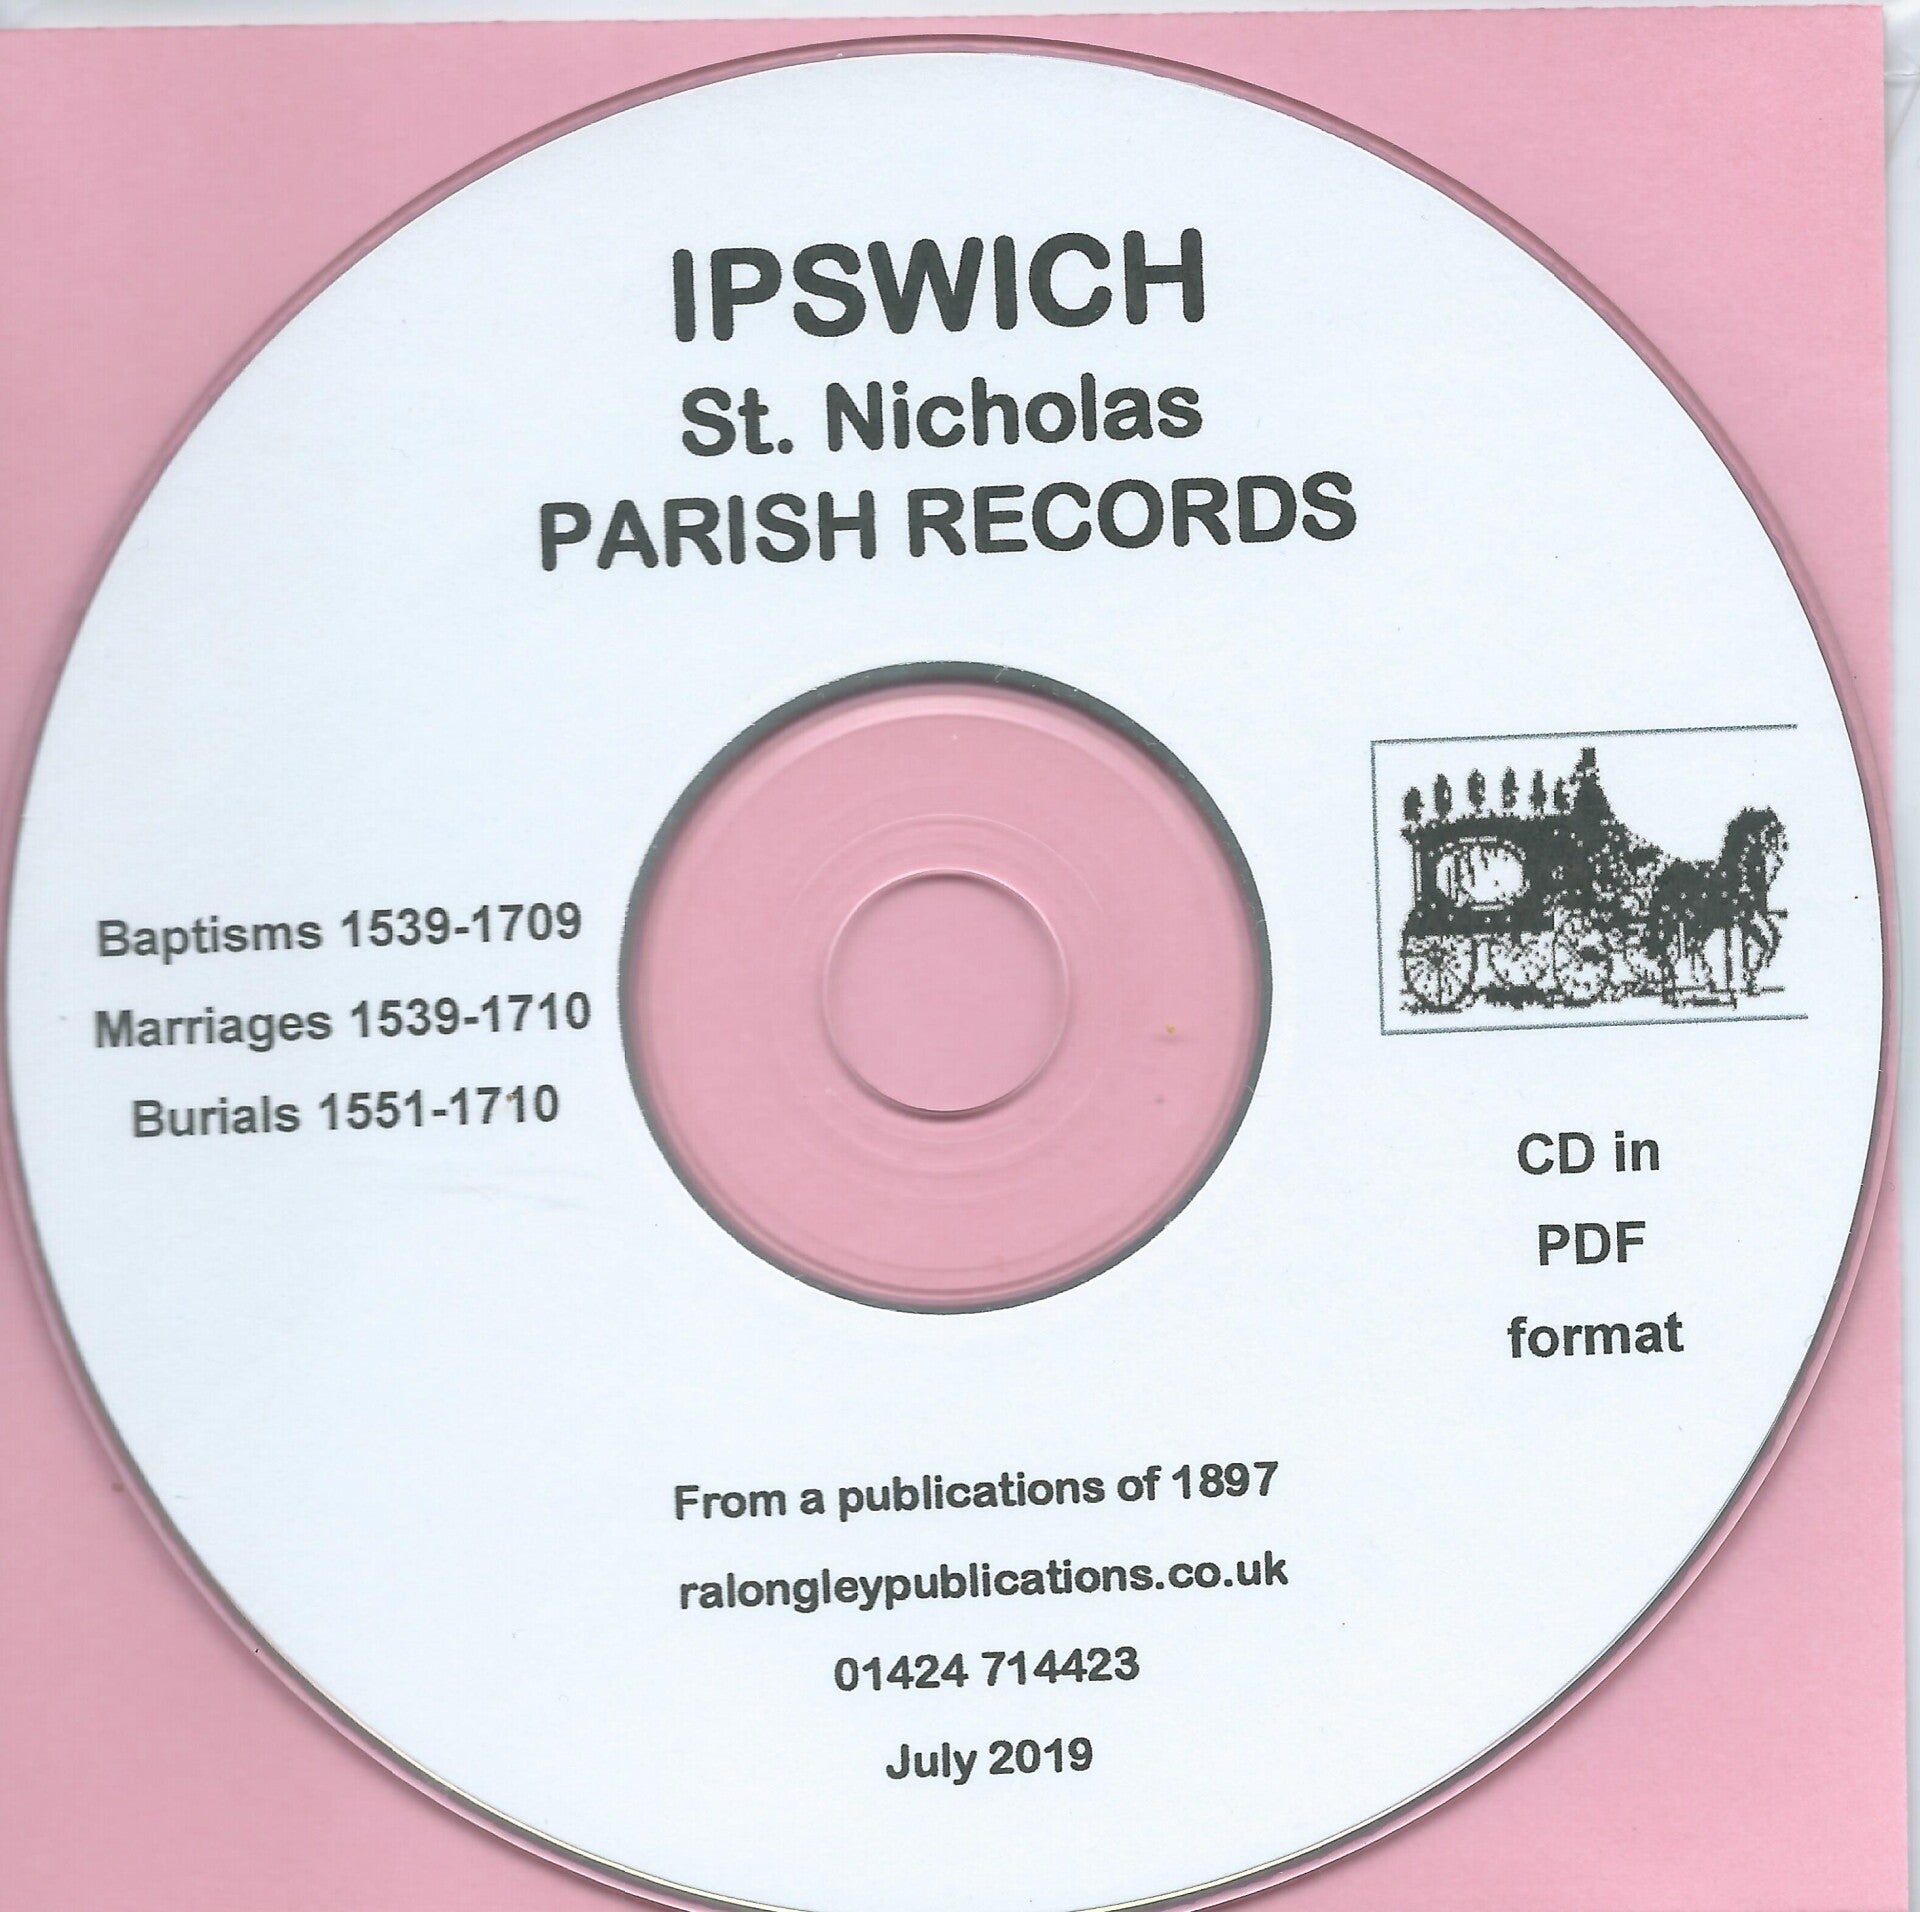 IPSWICH
St. Nicholas
PARISH RECORDS
Baptisms 1539-1709
Marriages 1539-1710
Burials 1551-1710
CD in
PDF
format
From a publications of 1897
ralongleypublications.co.uk
01424 714423
July 2019